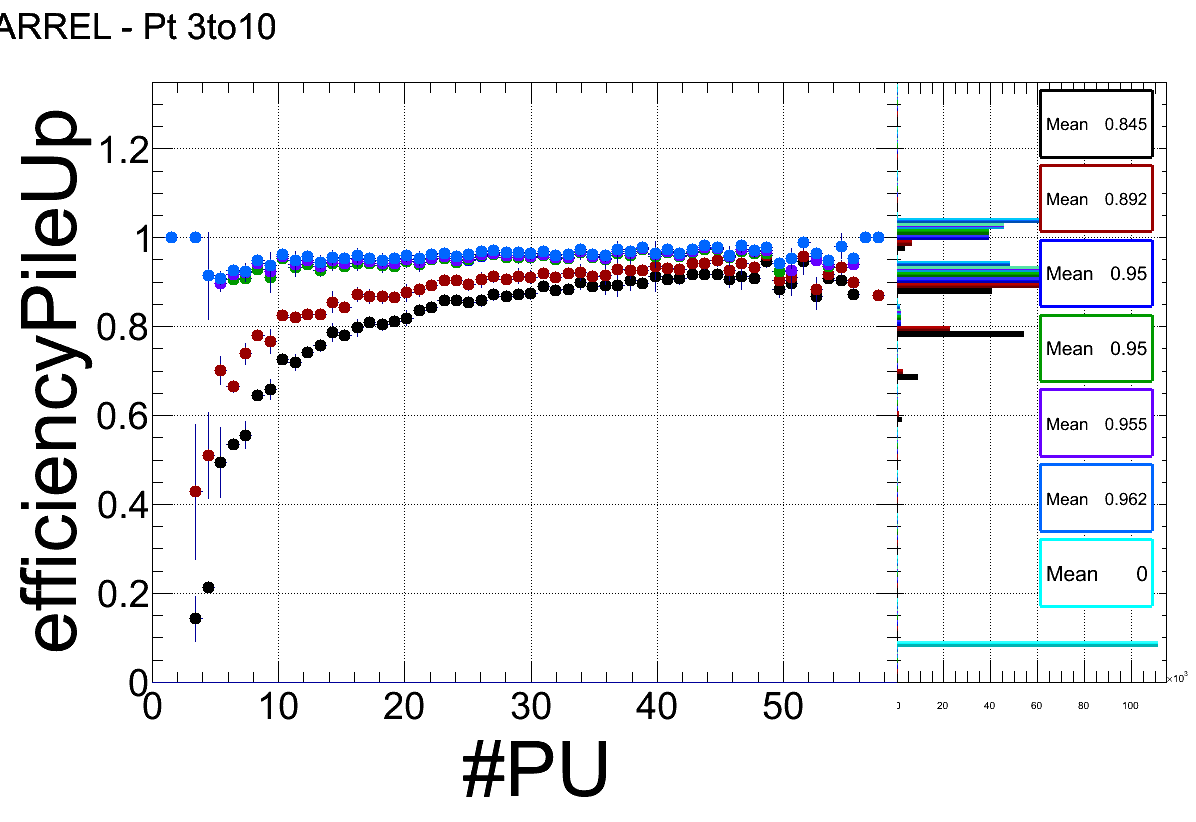 ARREL - Pt 3to10
efficiencyPileUp
1.2
1
0.8
0.6
0.4
0.2
0
0 10 20 30 40 50
#PU
Mean 0.845
Mean 0.892
Mean 0.95
Mean 0.95
Mean 0.955
Mean 0.962
Mean 0
0 20 40 60 80 100
×10³